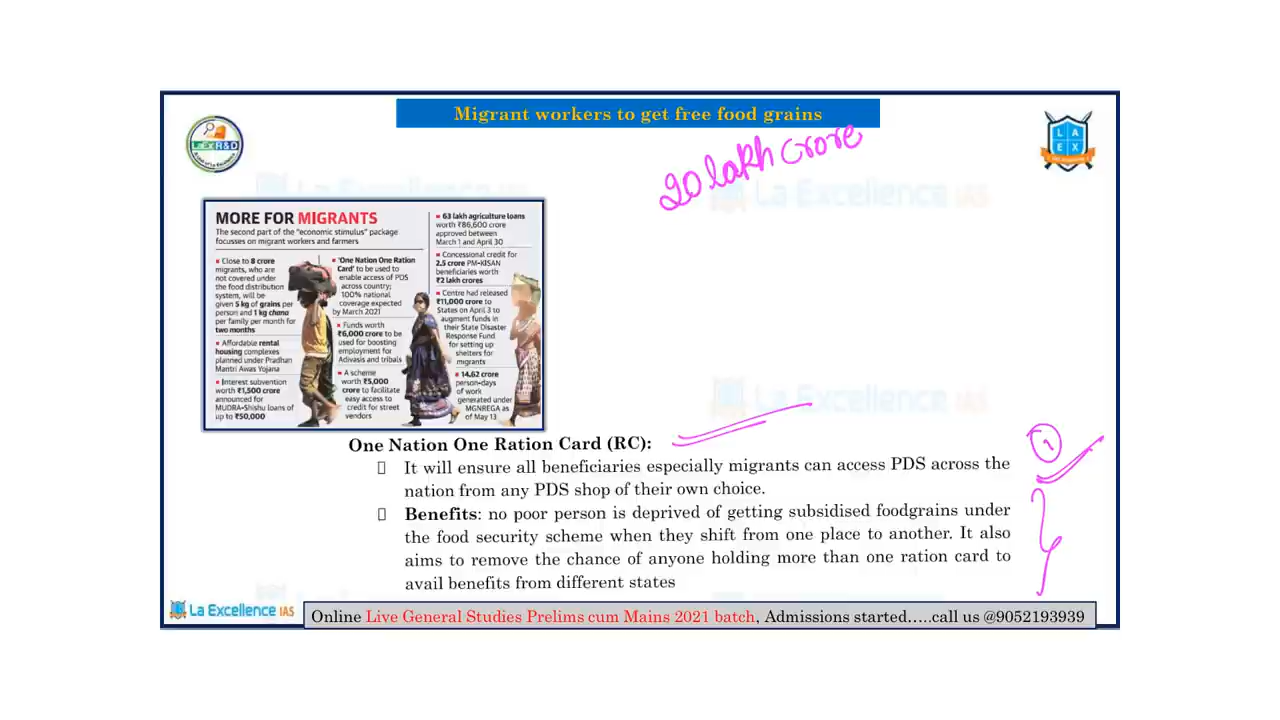 Migrant workers to get free food grains
LaEx R&D
LA
EX
20 lakh crore
La Excellence IAS
MORE FOR MIGRANTS
The second part of the "economic stimulus" package
focusses on migrant workers and farmers
Close to 8 crore
migrants, who are
not covered under
the food distribution
system, will be
given 5 kg of grains per
person and 1 kg chana
per family per month for
two months
Affordable rental
housing complexes
planned under Pradhan
Mantri Awas Yojana
Interest subvention
worth ₹1,500 crore
announced for
MUDRA-Shishu loans of
up to ₹50,000
'One Nation One Ration
Card' to be used to
enable access of PDS
across country;
100% national
coverage expected
by March 2021
Funds worth
₹6,000 crore to be
used for boosting
employment for
Adivasis and tribals
A scheme
worth ₹5,000
crore to facilitate
easy access to
credit for street
vendors
63 lakh agriculture loans
worth ₹86,600 crore
approved between
March 1 and April 30
Concessional credit for
2.5 crore PM-KISAN
beneficiaries worth
₹2 lakh crores
Centre had released
₹11,000 crore to
States on April 3 to
augment funds in
their State Disaster
Response Fund
for setting up
shelters for
migrants
14.62 crore
person-days
of work
generated under
MGNREGA as
of May 13
La Excellence IAS
One Nation One Ration Card (RC):
1
It will ensure all beneficiaries especially migrants can access PDS across the
nation from any PDS shop of their own choice.
Benefits: no poor person is deprived of getting subsidised foodgrains under
the food security scheme when they shift from one place to another. It also
aims to remove the chance of anyone holding more than one ration card to
avail benefits from different states
La Excellence IAS
Online Live General Studies Prelims cum Mains 2021 batch, Admissions started.....call us @9052193939